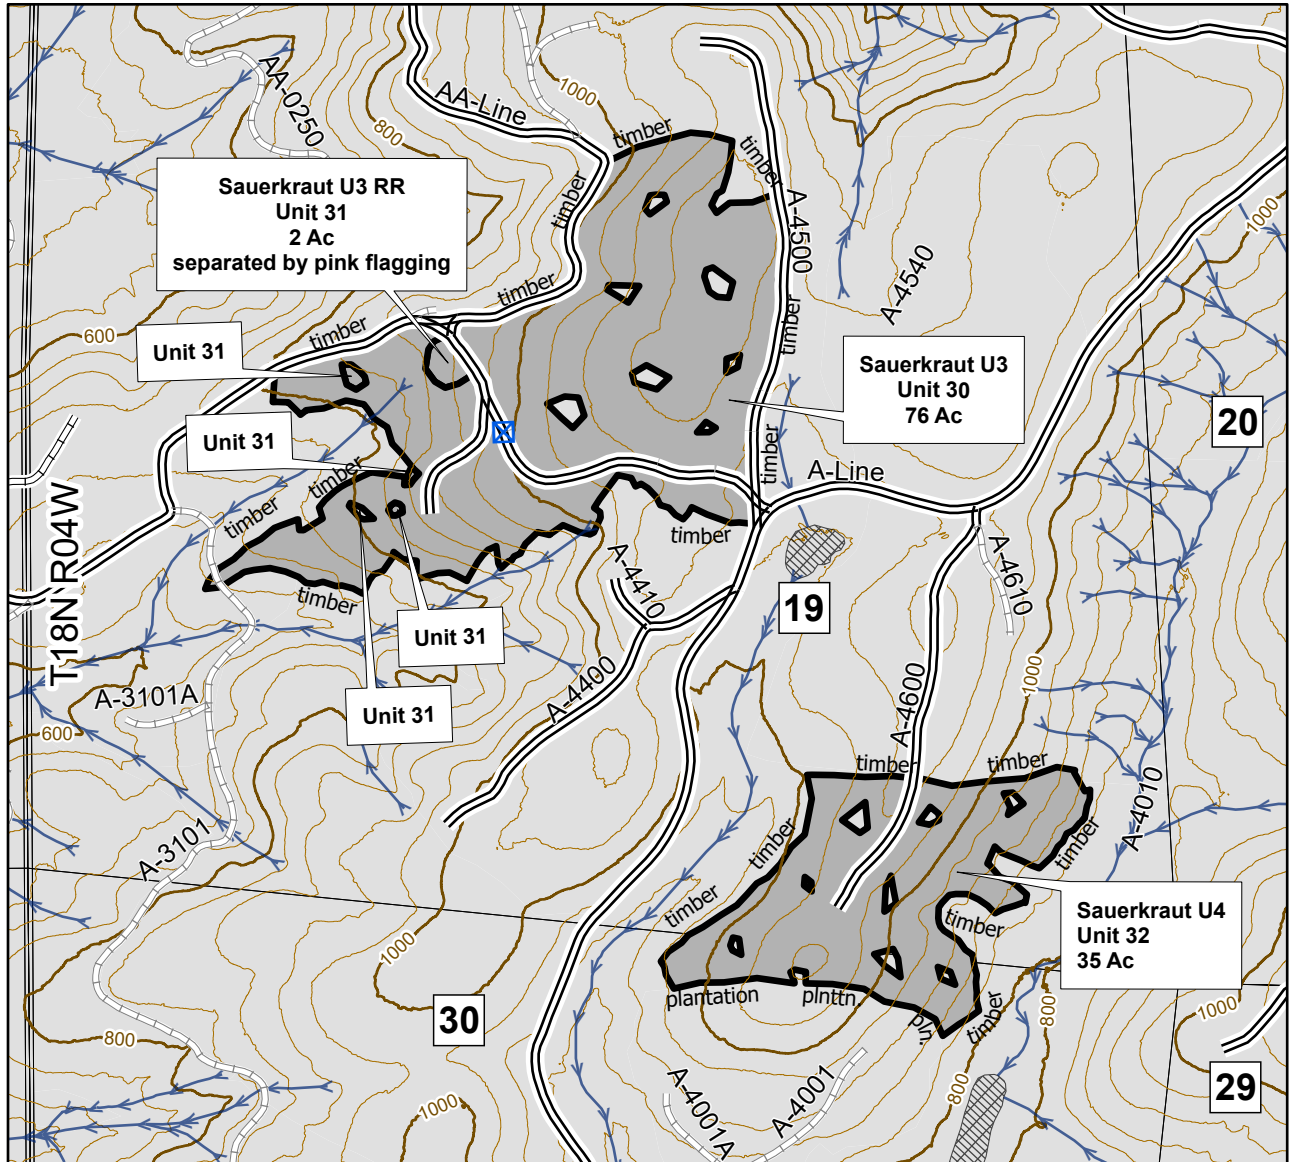 AA-0250
AA-Line
1000
800
timber
timber
timber
A-4500
timber
timber
timber
timber
timber
Sauerkraut U3 RR
Unit 31
2 Ac
separated by pink flagging
1000
A-4540
600
Unit 31
Sauerkraut U3
Unit 30
76 Ac
20
Unit 31
timber
timber
A-Line
timber
timber
T18N R04W
A-4410
A-4610
19
Unit 31
Unit 31
A-3101A
600
A-4400
A-4600
1000
timber
timber
A-3101
A-4010
timber
timber
timber
timber
Sauerkraut U4
Unit 32
35 Ac
1000
plantation
plnttn.
pln.
timber
800
1000
30
800
800
29
1000
A-4001A
A-4001